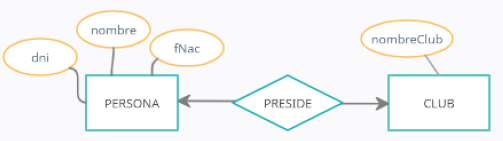 nombre
nombreClub
dni
fNac
PERSONA
PRESIDE
CLUB